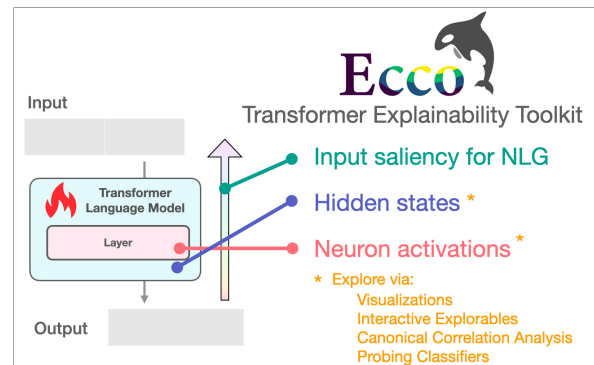 Ecco
Transformer Explainability Toolkit
Input
Transformer
Language Model
Layer
Output
Input saliency for NLG
Hidden states *
Neuron activations *
* Explore via:
Visualizations
Interactive Explorables
Canonical Correlation Analysis
Probing Classifiers